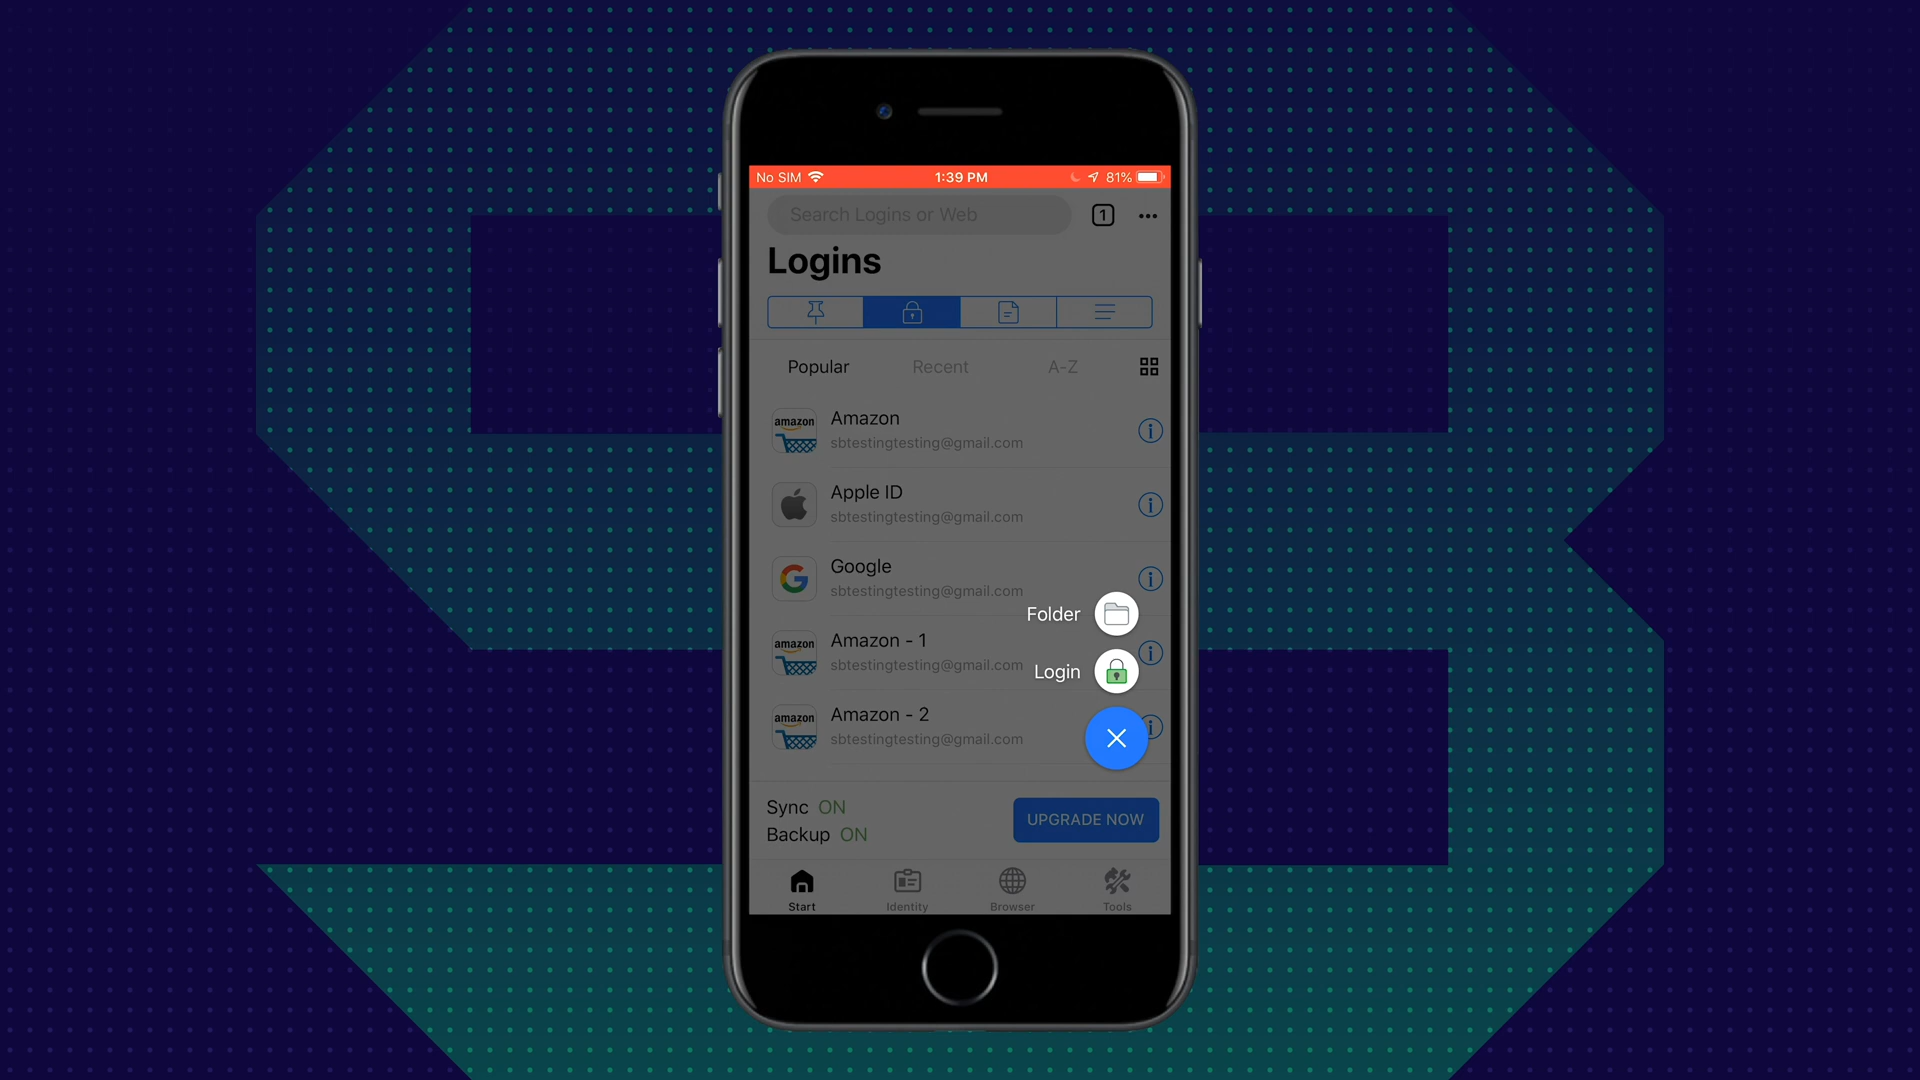 No SIM 1:39 PM 81%
Search Logins or Web 1
Logins
Popular Recent A-Z
amazon Amazon
sbtestingtesting@gmail.com
Apple ID
sbtestingtesting@gmail.com
Google
sbtestingtesting@gmail.com
Folder
amazon Amazon - 1
sbtestingtesting@gmail.com
Login
amazon Amazon - 2
sbtestingtesting@gmail.com
Sync ON
UPGRADE NOW
Backup ON
Start Identity Browser Tools